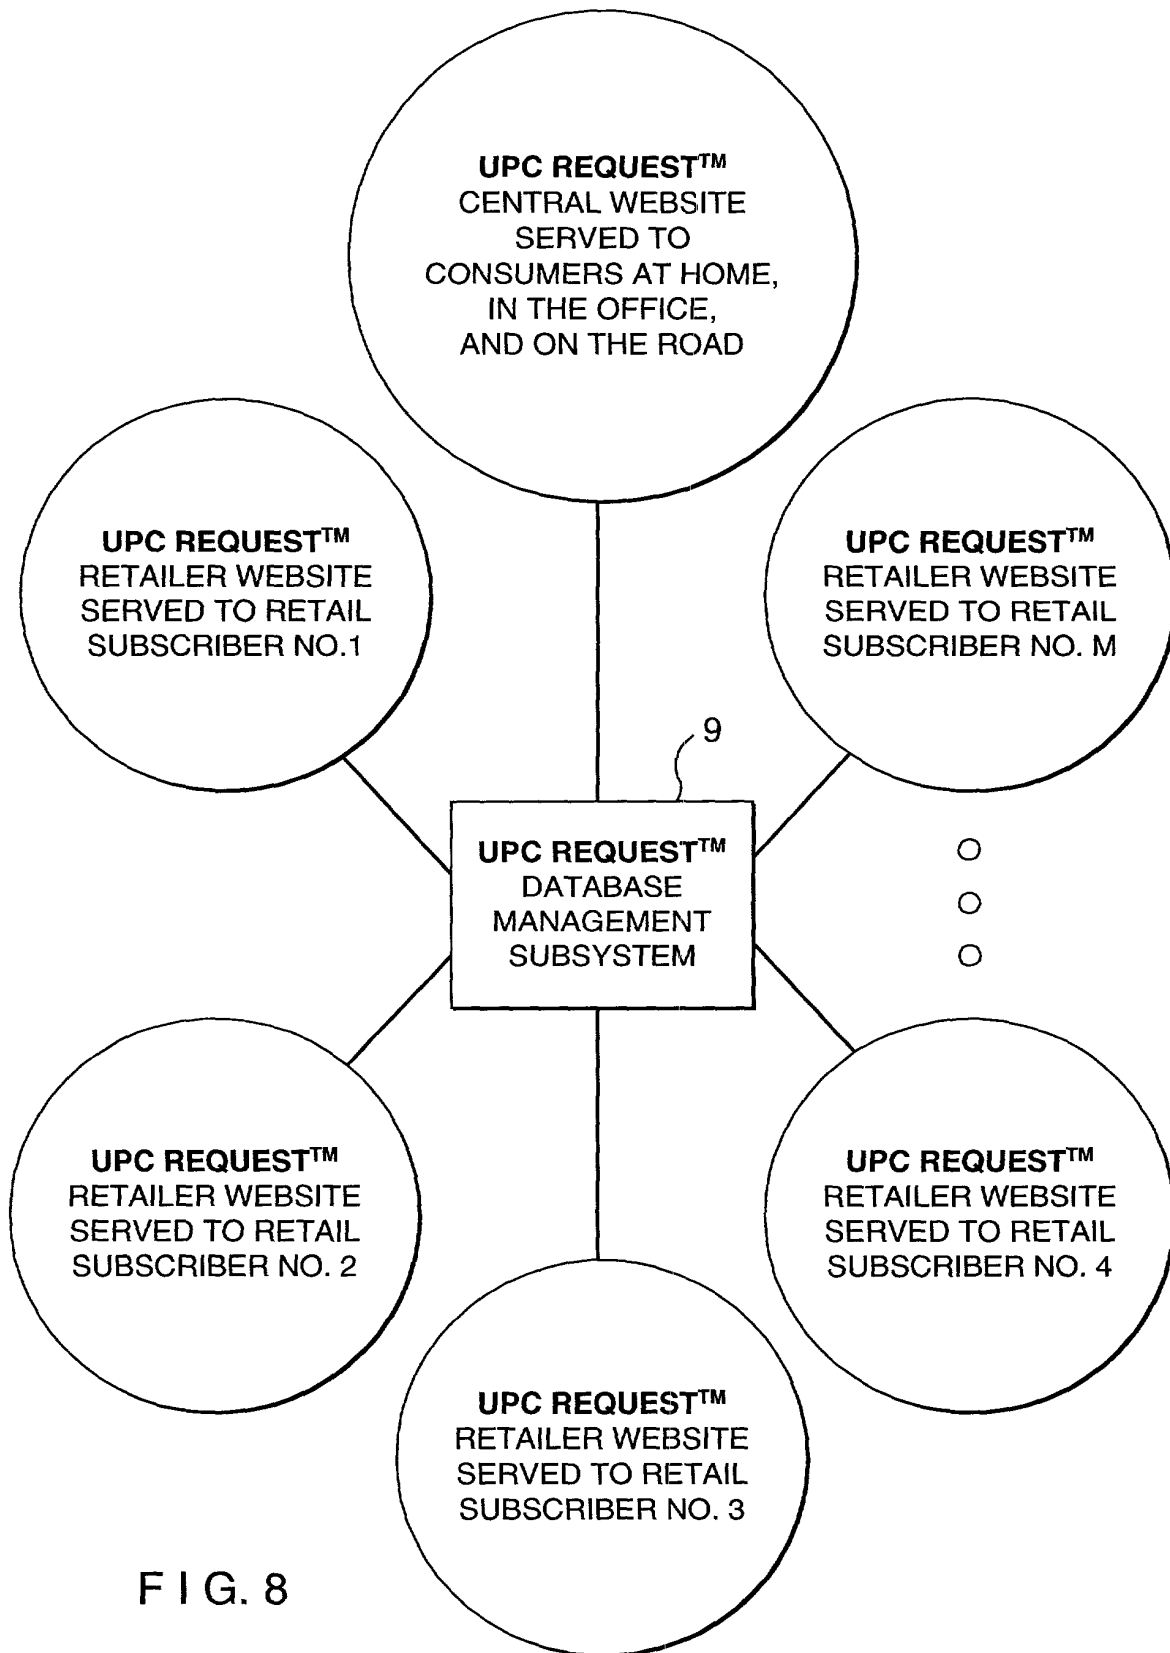 UPC REQUEST™
CENTRAL WEBSITE
SERVED TO
CONSUMERS AT HOME,
IN THE OFFICE,
AND ON THE ROAD
UPC REQUEST™
RETAILER WEBSITE
SERVED TO RETAIL
SUBSCRIBER NO.1
UPC REQUEST™
RETAILER WEBSITE
SERVED TO RETAIL
SUBSCRIBER NO. M
9
UPC REQUEST™
DATABASE
MANAGEMENT
SUBSYSTEM
UPC REQUEST™
RETAILER WEBSITE
SERVED TO RETAIL
SUBSCRIBER NO. 2
UPC REQUEST™
RETAILER WEBSITE
SERVED TO RETAIL
SUBSCRIBER NO. 4
UPC REQUEST™
RETAILER WEBSITE
SERVED TO RETAIL
SUBSCRIBER NO. 3
FIG. 8